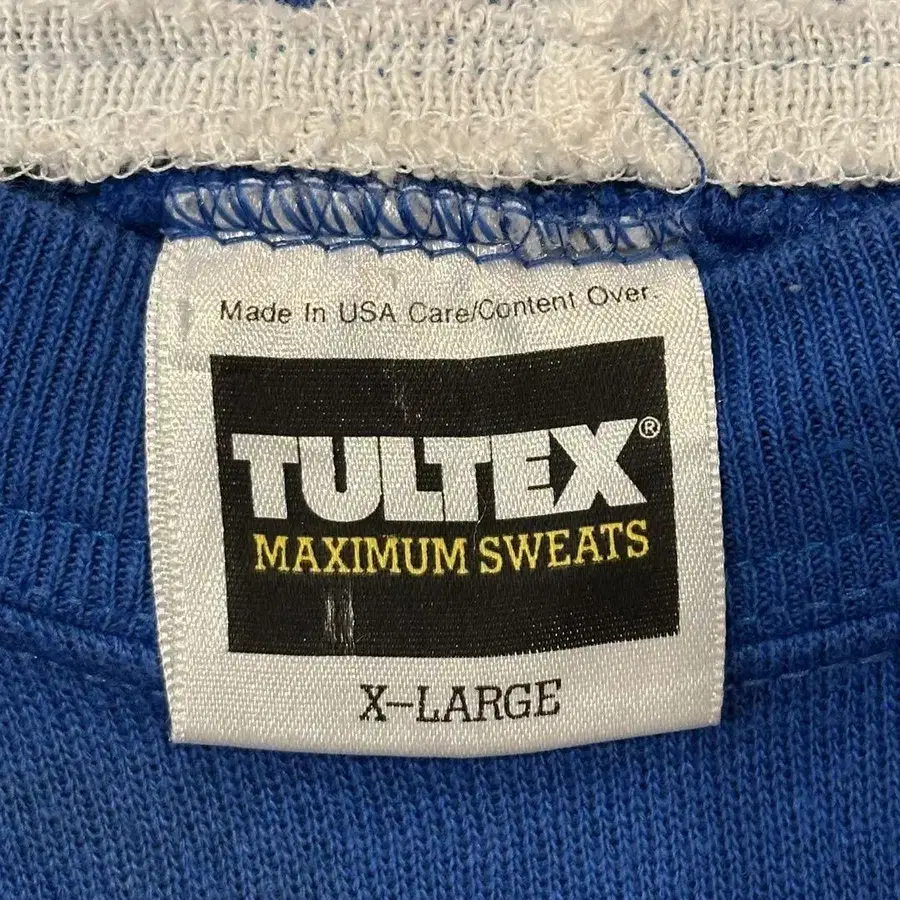 Made In USA Care/Content Over.
TULTEX®
MAXIMUM SWEATS
X-LARGE